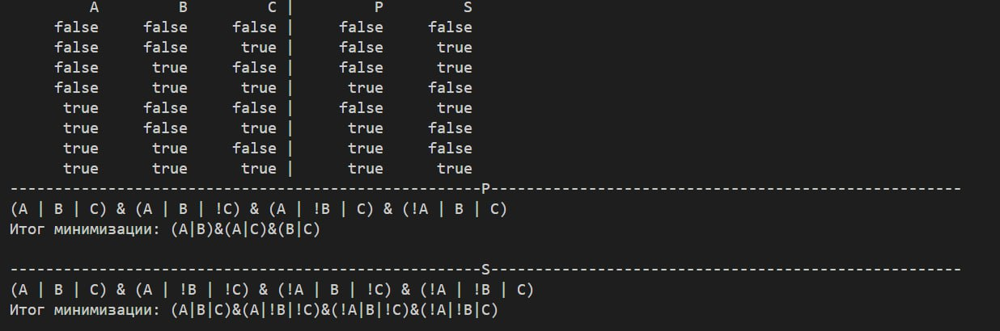 A B C | P S
false false false | false false
false false true | false true
false true false | false true
false true true | true false
true false false | false true
true false true | true false
true true false | true false
true true true | true true
-----------------------------------------------------P-----------------------------------------------------
(A | B | C) & (A | B | !C) & (A | !B | C) & (!A | B | C)
Итог минимизации: (A|B)&(A|C)&(B|C)
-----------------------------------------------------S-----------------------------------------------------
(A | B | C) & (A | !B | !C) & (!A | B | !C) & (!A | !B | C)
Итог минимизации: (A|B|C)&(A|!B|!C)&(!A|B|!C)&(!A|!B|C)